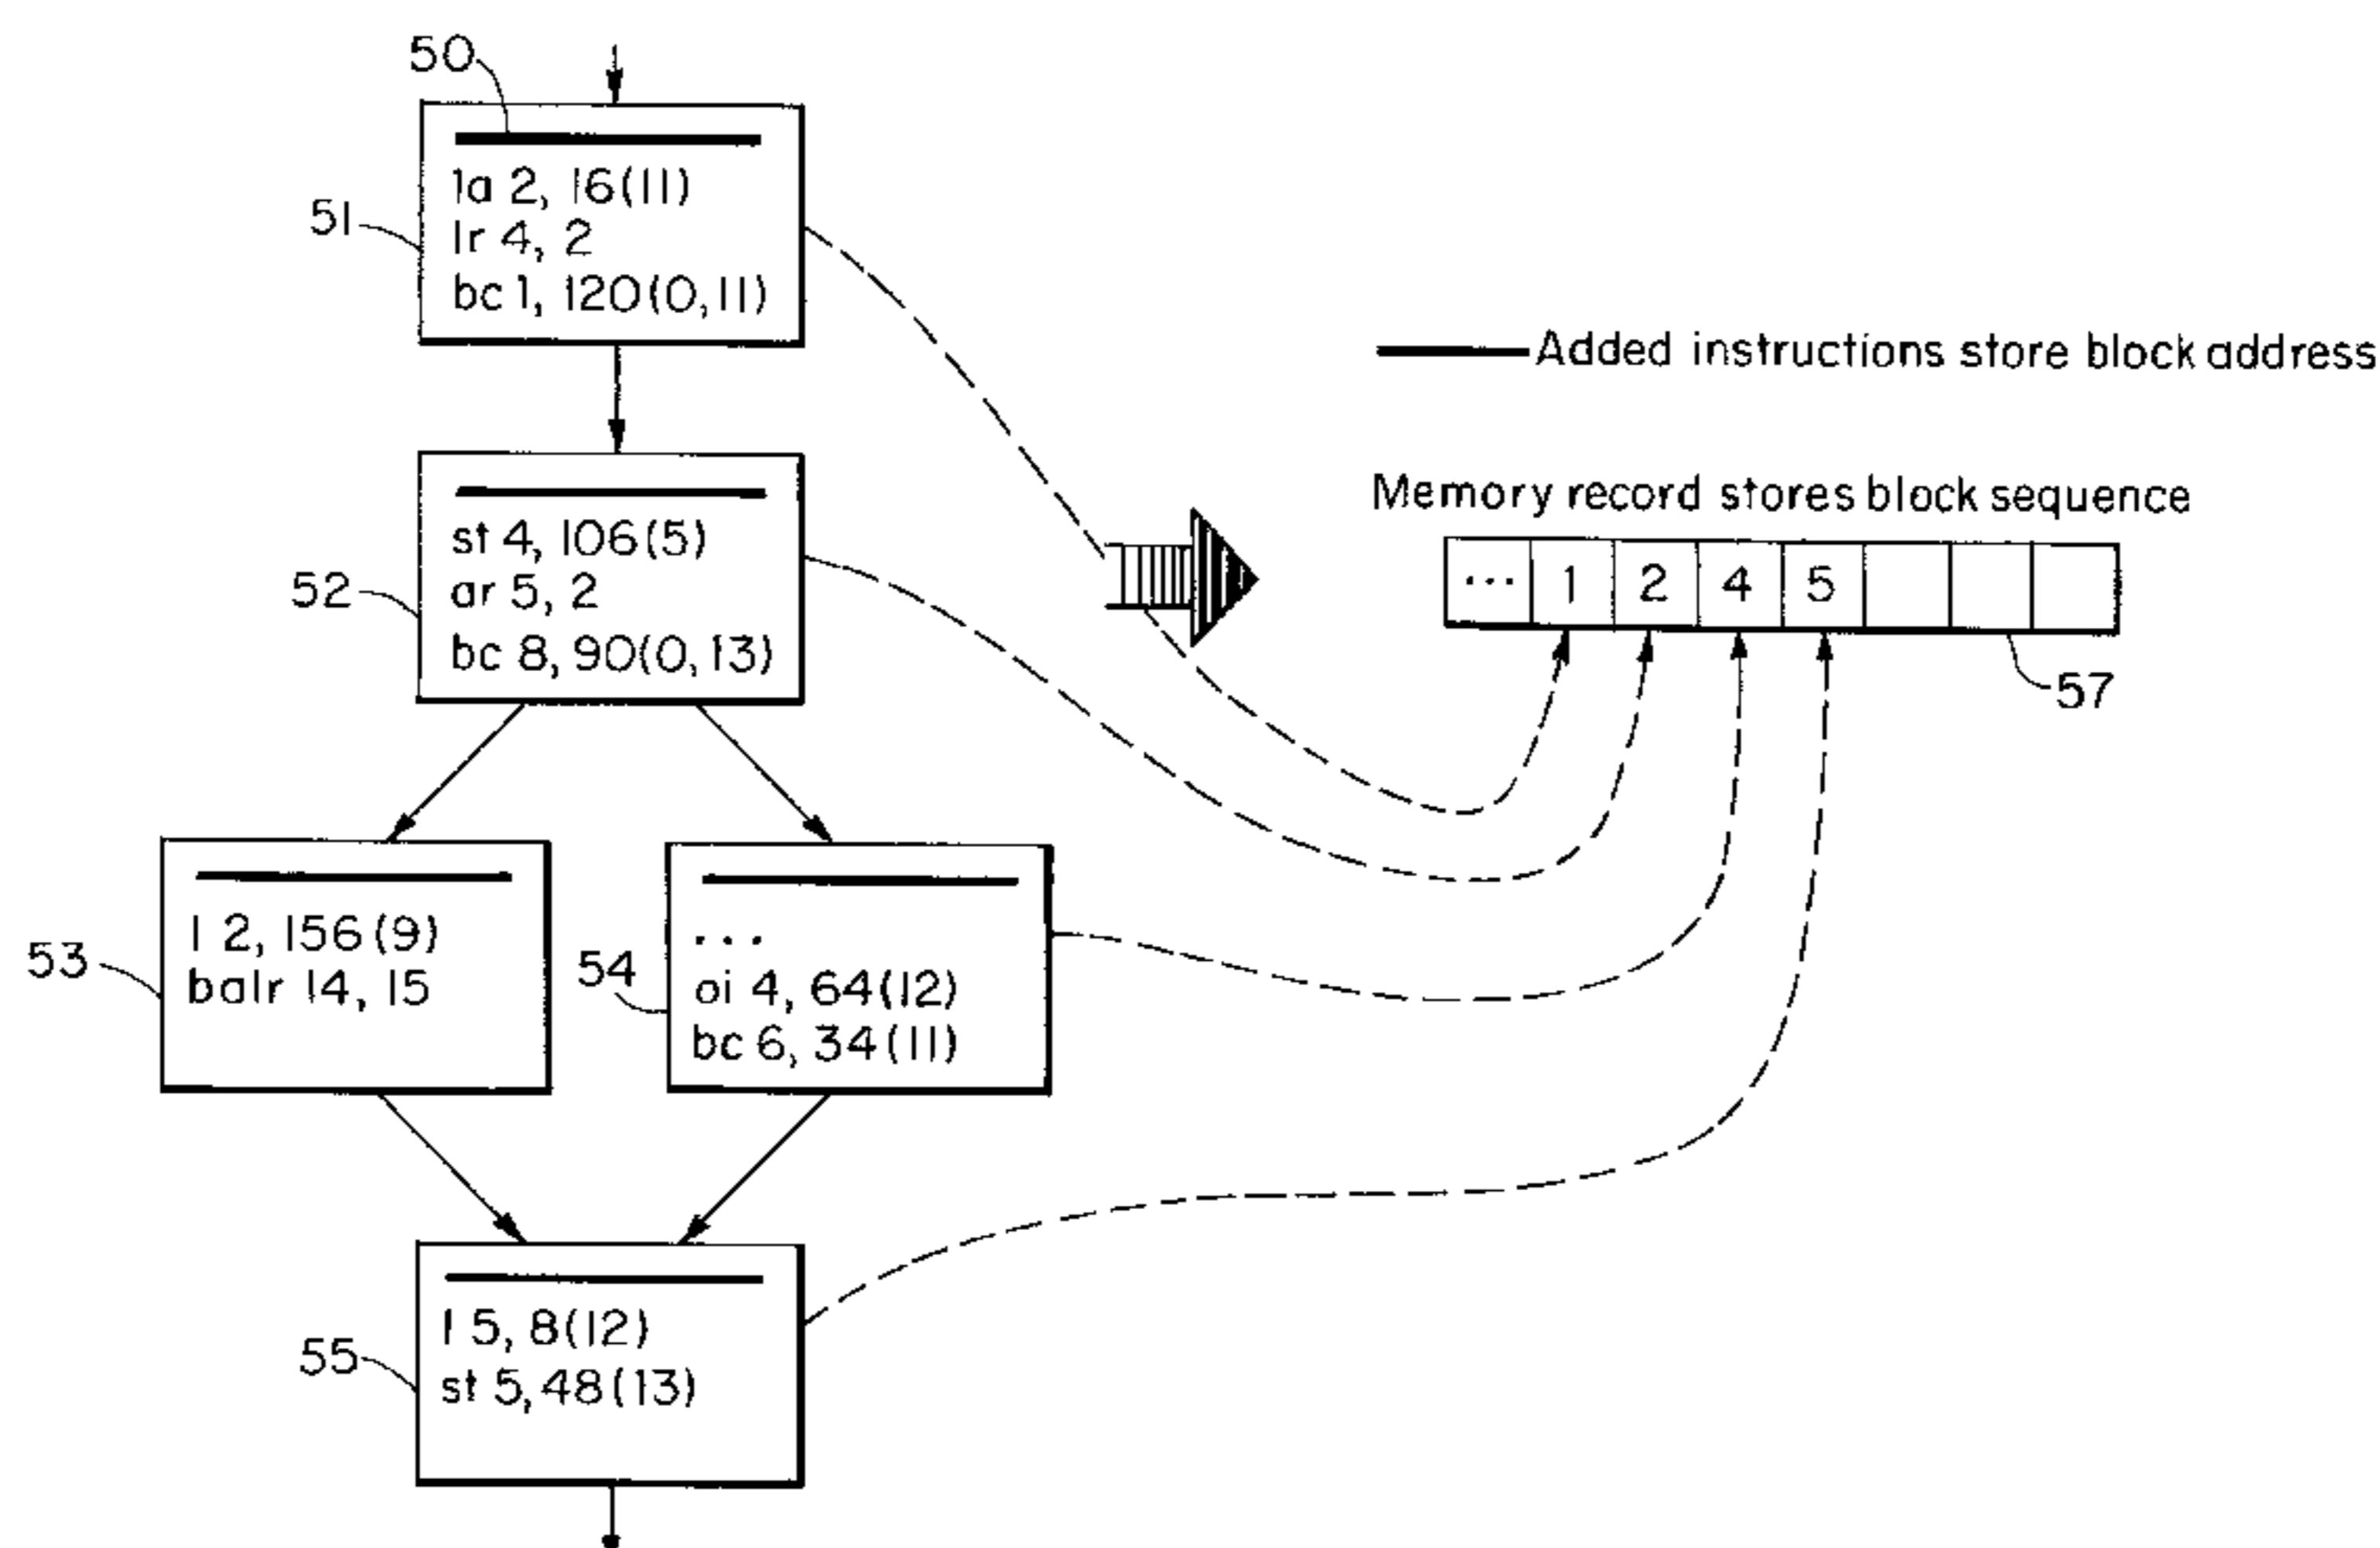 50
51
la 2, 16(11)
lr 4, 2
bc 1, 120(0,11)
Added instructions store block address
Memory record stores block sequence
... 1 2 4 5
57
52
st 4, 106(5)
ar 5, 2
bc 8, 90(0,13)
53
l 2, 156(9)
balr 14, 15
54
...
oi 4, 64(12)
bc 6, 34(11)
55
l 5, 8(12)
st 5,48(13)